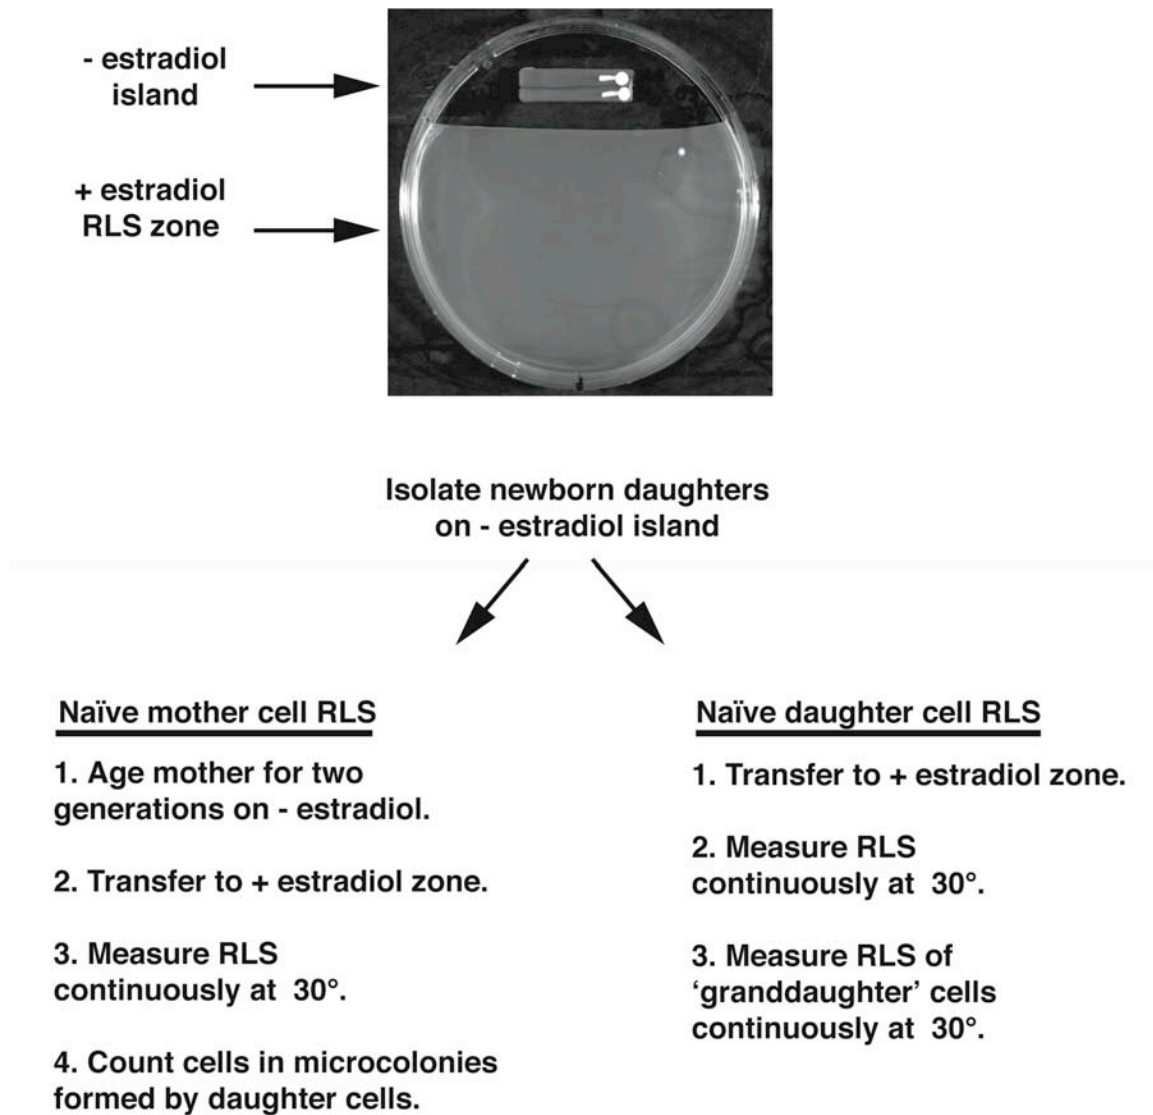 - estradiol
island
+ estradiol
RLS zone
Isolate newborn daughters
on - estradiol island
Naïve mother cell RLS
1. Age mother for two
generations on - estradiol.
2. Transfer to + estradiol zone.
3. Measure RLS
continuously at 30°.
4. Count cells in microcolonies
formed by daughter cells.
Naïve daughter cell RLS
1. Transfer to + estradiol zone.
2. Measure RLS
continuously at 30°.
3. Measure RLS of
‘granddaughter’ cells
continuously at 30°.